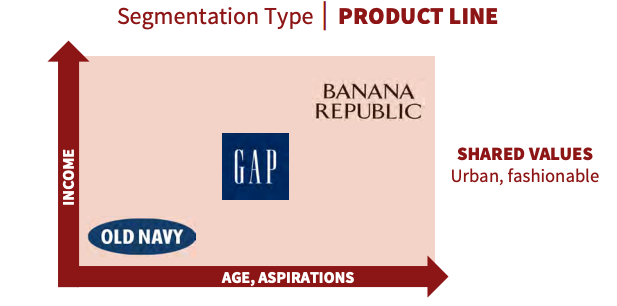 Segmentation Type | PRODUCT LINE
BANANA
REPUBLIC
GAP
SHARED VALUES
Urban, fashionable
INCOME
OLD NAVY
AGE, ASPIRATIONS